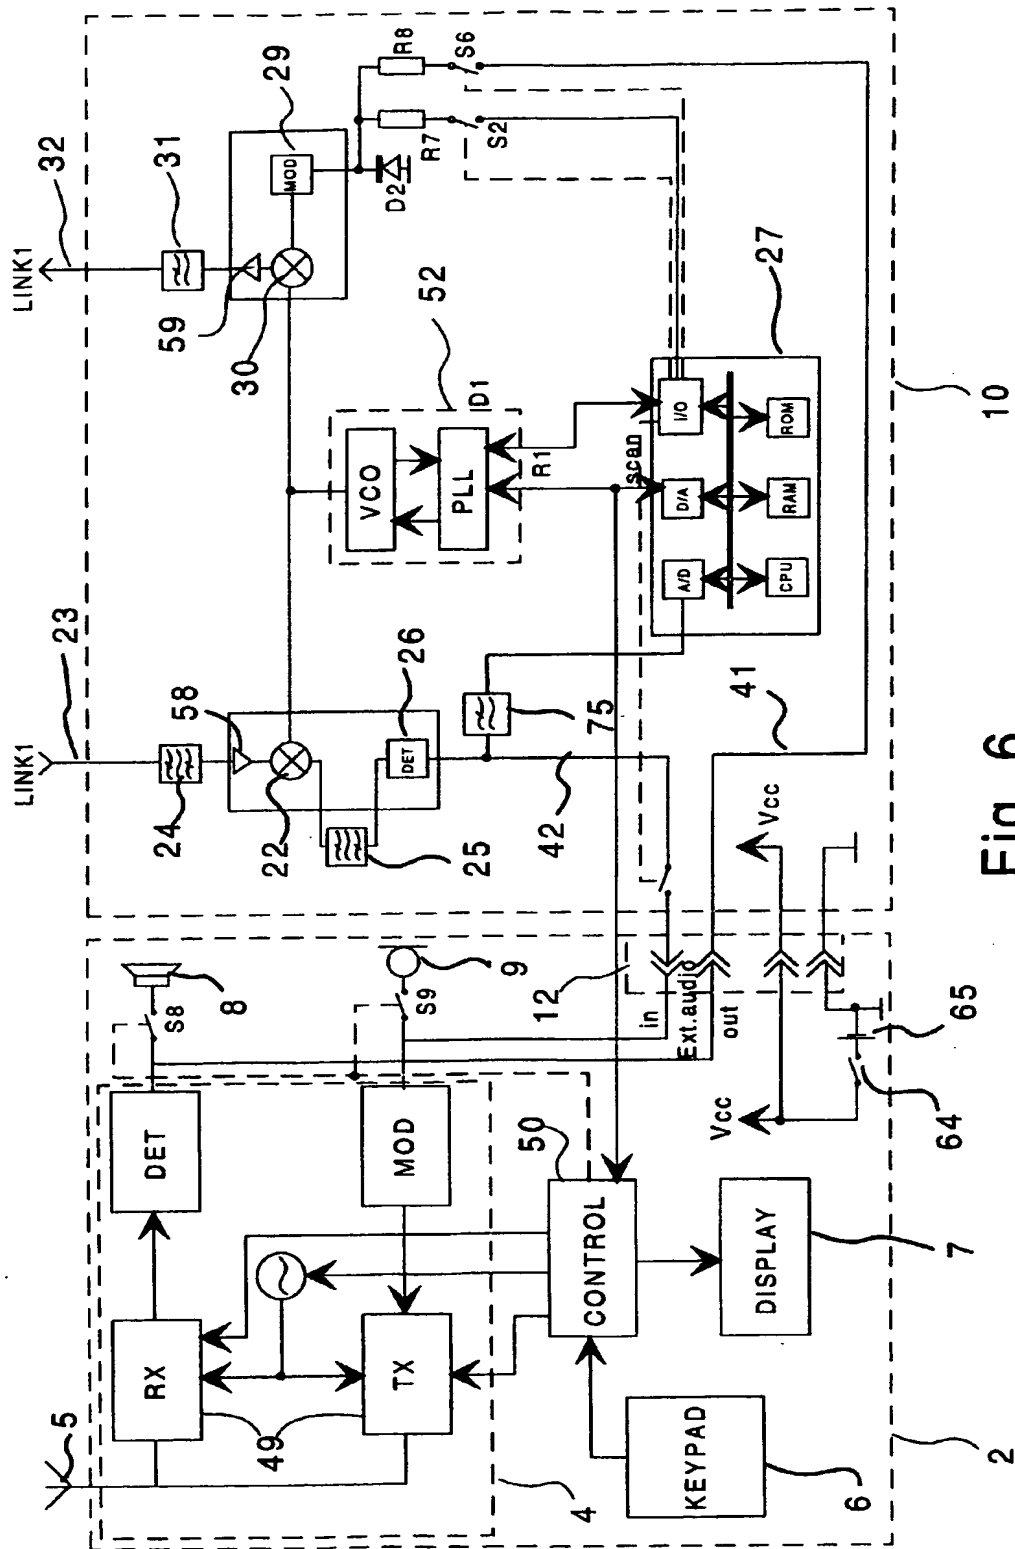 LINK1
23
LINK1
32
24
58
22
25
DET
26
42
75
59
30
31
MOD
29
VCO
PLL
52
D1
R1
D2
R7
R8
S2
S6
scan
A/D
D/A
I/O
CPU
RAM
ROM
27
41
Vcc
10
5
RX
DET
S8
8
49
TX
MOD
S9
9
4
50
CONTROL
12
in
Ext.audio
out
KEYPAD
6
DISPLAY
7
Vcc
64
65
2
Fig. 6